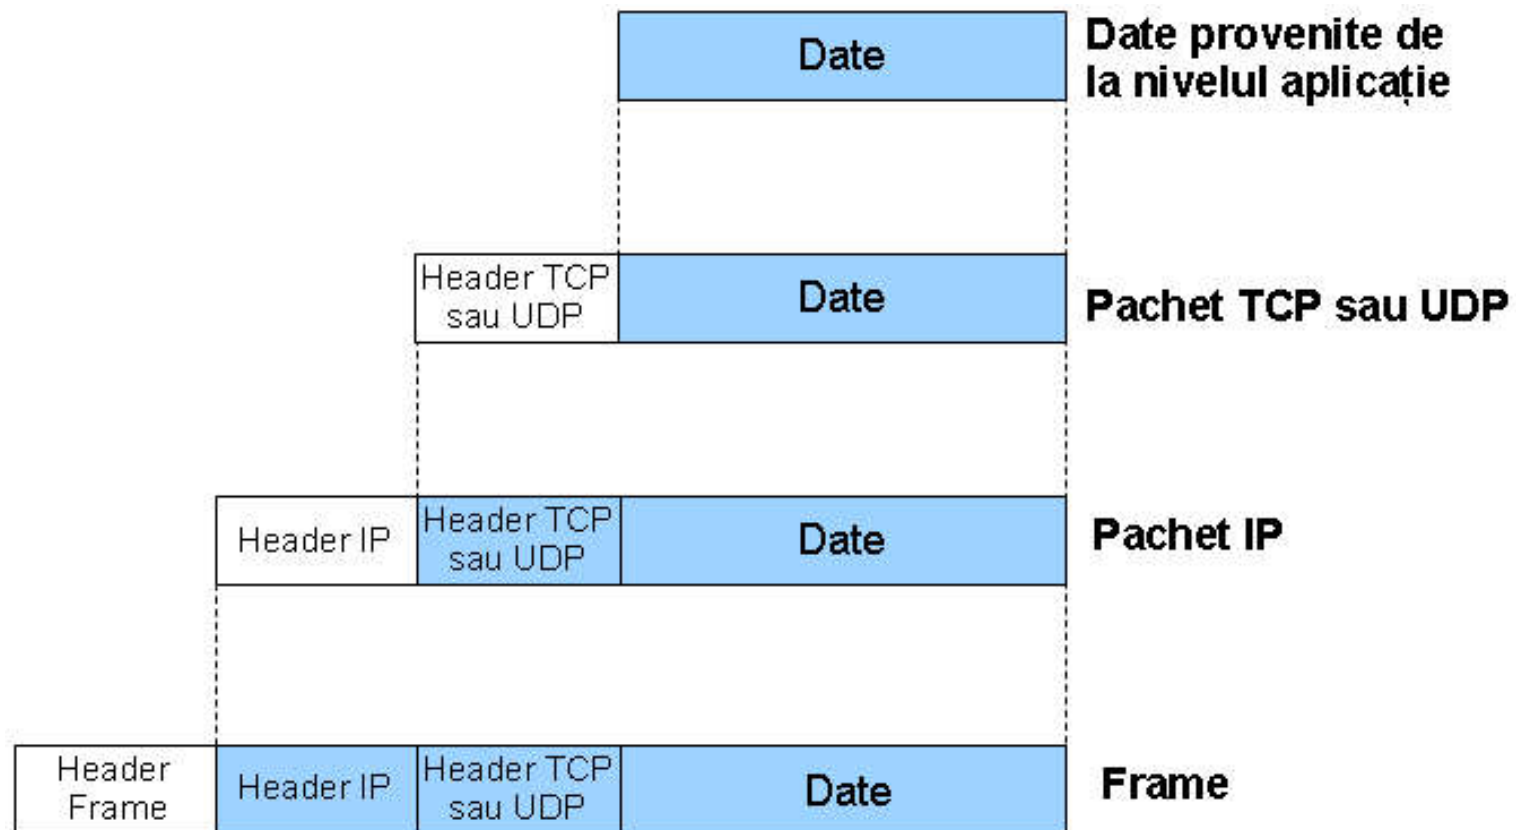 Date
Date provenite de
la nivelul aplicație
Header TCP
sau UDP
Date
Pachet TCP sau UDP
Header IP
Header TCP
sau UDP
Date
Pachet IP
Header
Frame
Header IP
Header TCP
sau UDP
Date
Frame